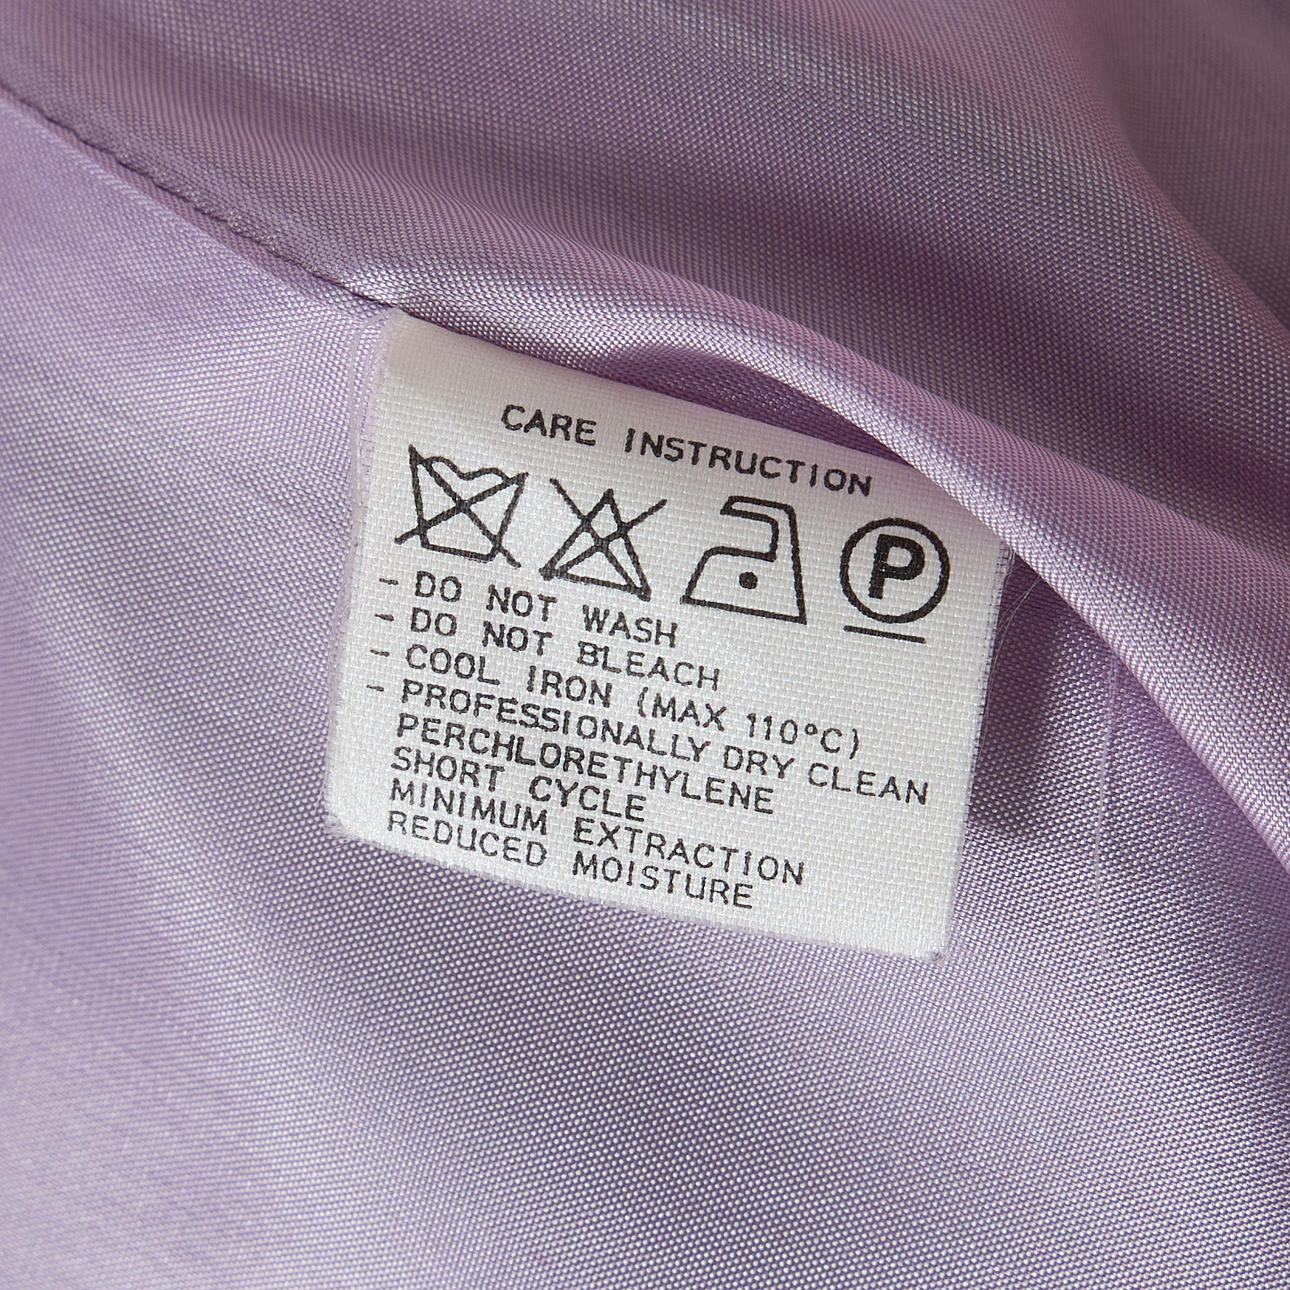 CARE INSTRUCTION
P
- DO NOT WASH
- DO NOT BLEACH
- COOL IRON (MAX 110°C)
- PROFESSIONALLY DRY CLEAN
PERCHLORETHYLENE
SHORT CYCLE
MINIMUM EXTRACTION
REDUCED MOISTURE